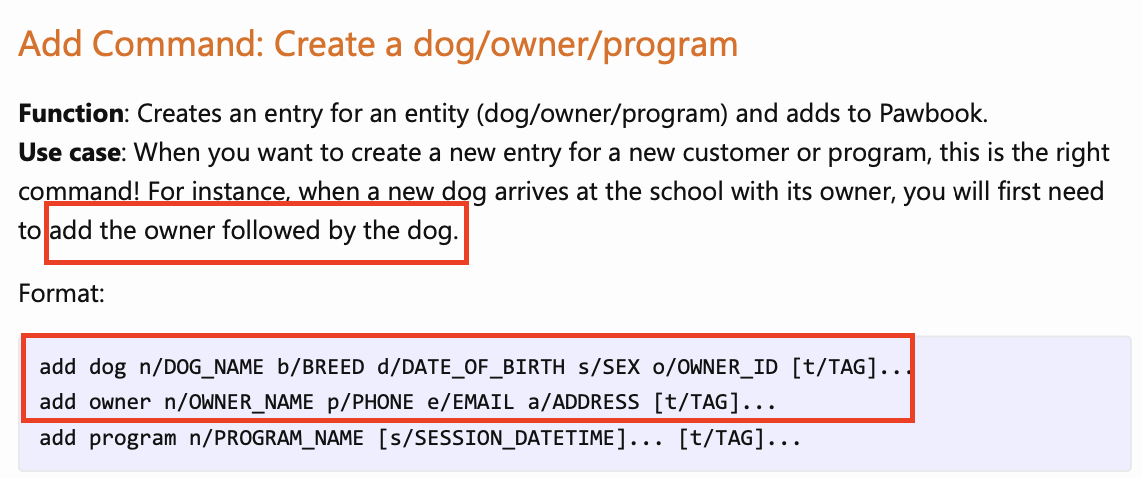 Add Command: Create a dog/owner/program
Function: Creates an entry for an entity (dog/owner/program) and adds to Pawbook.
Use case: When you want to create a new entry for a new customer or program, this is the right
command! For instance, when a new dog arrives at the school with its owner, you will first need
to add the owner followed by the dog.
Format:
add dog n/DOG_NAME b/BREED d/DATE_OF_BIRTH s/SEX o/OWNER_ID [t/TAG]...
add owner n/OWNER_NAME p/PHONE e/EMAIL a/ADDRESS [t/TAG]...
add program n/PROGRAM_NAME [s/SESSION_DATETIME]... [t/TAG]...